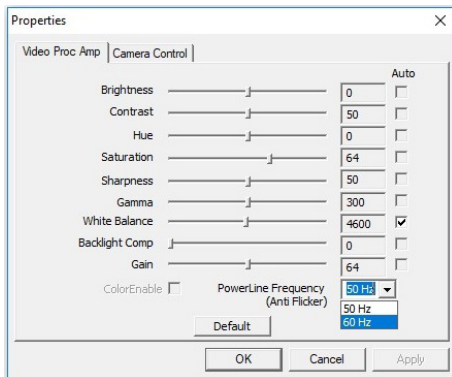 Properties
Video Proc Amp Camera Control
Auto
Brightness 0
Contrast 50
Hue 0
Saturation 64
Sharpness 50
Gamma 300
White Balance 4600
Backlight Comp 0
Gain 64
ColorEnable PowerLine Frequency 50 Hz
(Anti Flicker) 50 Hz
60 Hz
Default
OK Cancel Apply